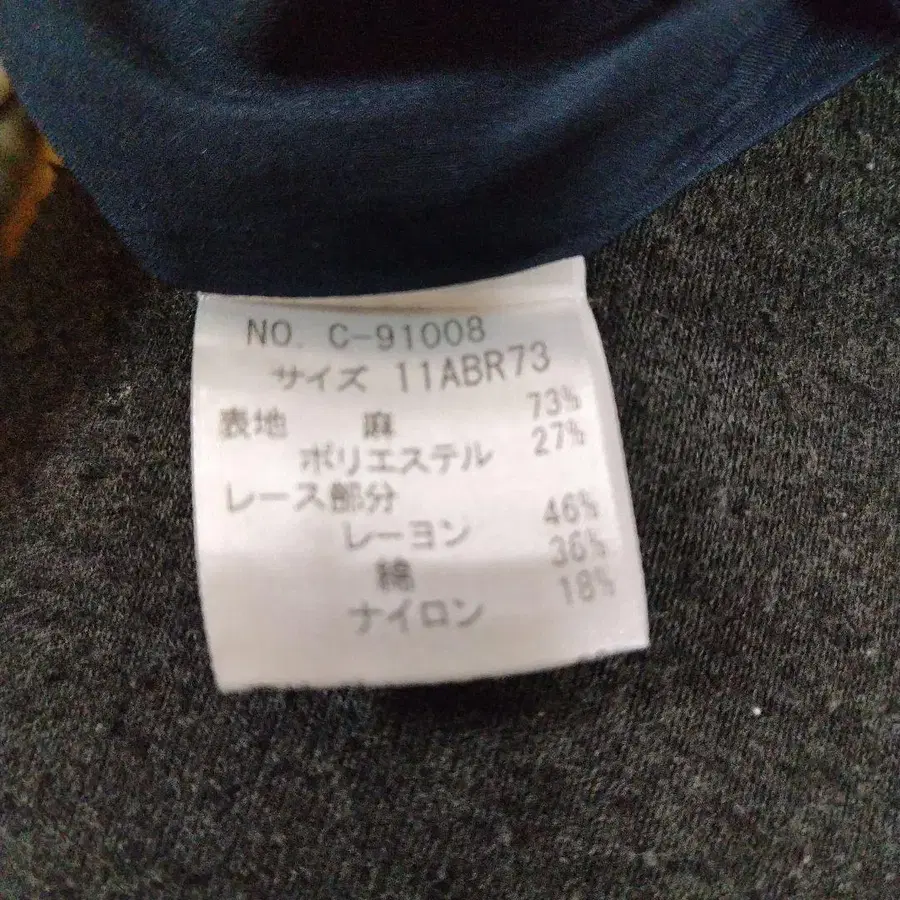 NO. C-91008
サイズ 11ABR73
表地 麻 73%
ポリエステル 27%
レース部分
レーヨン 46%
綿 36%
ナイロン 18%